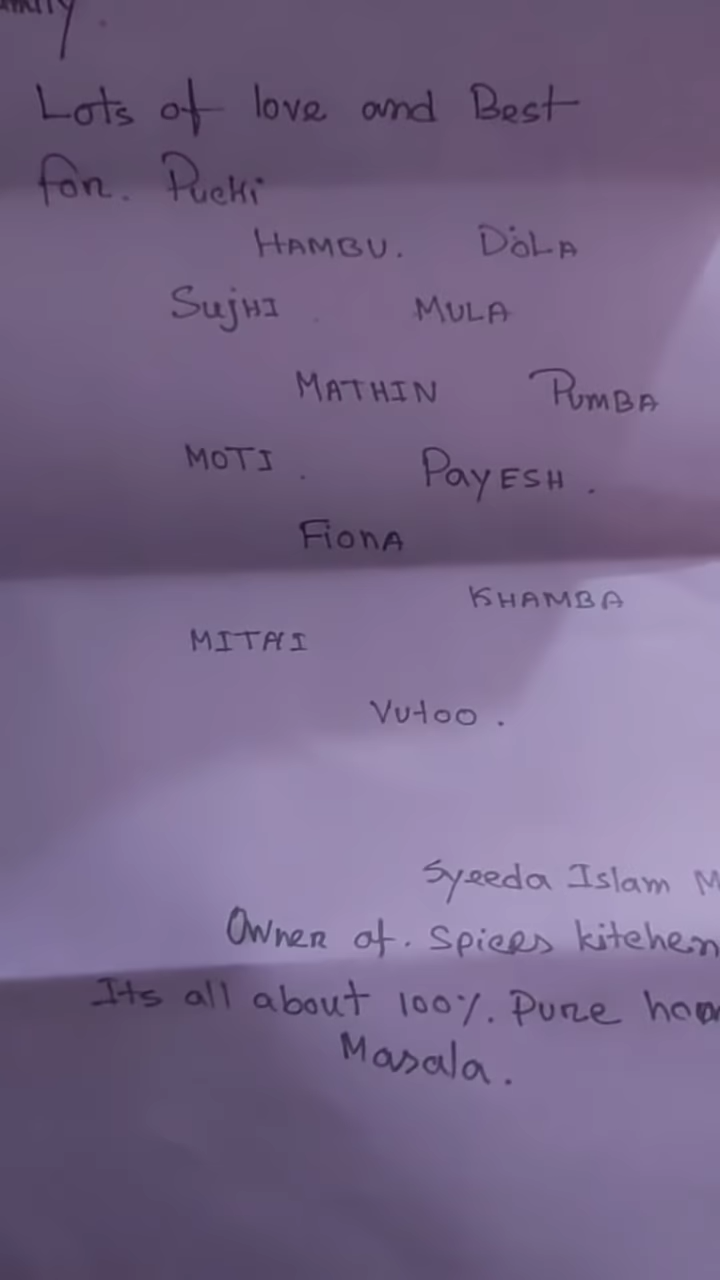 Lots of love and Best
for. Pucki
HAMBU. DOLA
SujHI MULA
MATHIN PumBA
MOTI . PayESH .
FionA
KHAMBA
MITAI
Vutoo .
Syeeda Islam M
Owner of. Spices kitchen
Its all about 100%. Pure
Masala.